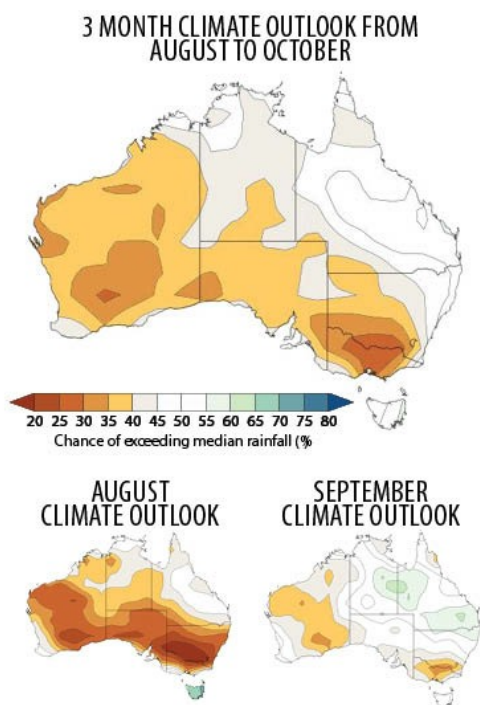 3 MONTH CLIMATE OUTLOOK FROM
AUGUST TO OCTOBER
20 25 30 35 40 45 50 55 60 65 70 75 80
Chance of exceeding median rainfall (%
AUGUST
CLIMATE OUTLOOK
SEPTEMBER
CLIMATE OUTLOOK